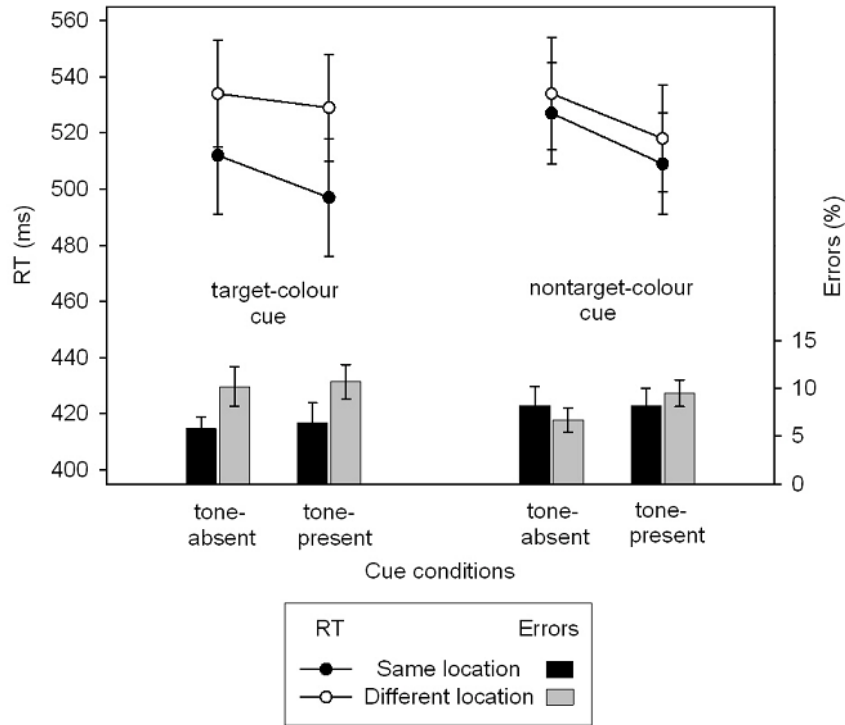 560
540
520
500
480
460
440
420
400
RT (ms)
15
10
5
0
Errors (%)
target-colour
cue
nontarget-colour
cue
tone-
absent
tone-
present
tone-
absent
tone-
present
Cue conditions
RT Errors
Same location
Different location